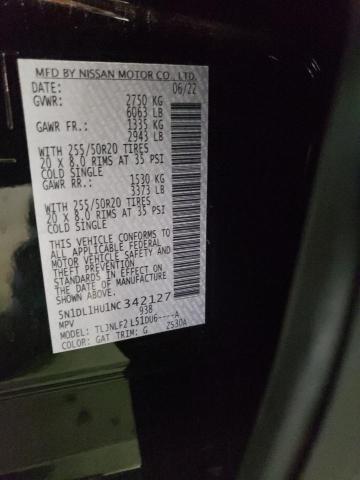 MFD BY NISSAN MOTOR CO., LTD.
DATE: 06/22
GVWR: 2750 KG
6063 LB
GAWR FR.: 1335 KG
2943 LB
WITH 255/50R20 TIRES
20 X 8.0 RIMS AT 35 PSI
COLD SINGLE
GAWR RR.: 1530 KG
3373 LB
WITH 255/50R20 TIRES
20 X 8.0 RIMS AT 35 PSI
COLD SINGLE
THIS VEHICLE CONFORMS TO
ALL APPLICABLE FEDERAL
MOTOR VEHICLE SAFETY AND
THEFT PREVENTION
STANDARDS IN EFFECT ON THE
DATE OF MANUFACTURE
5N1DL1HU1NC342127
MPV 938
MODEL: TLJNLF2 L51DU6----A
COLOR: GAT TRIM: G 2530A